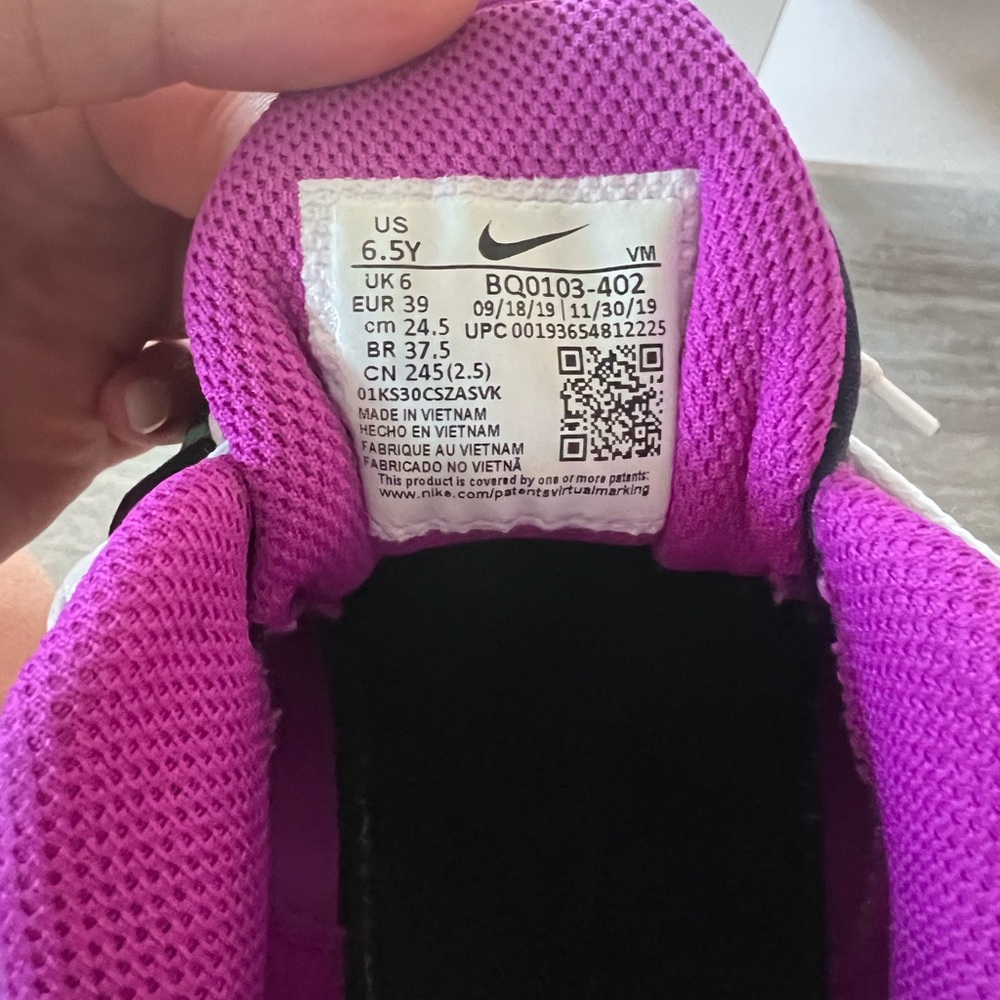 US
6.5Y
VM
UK 6
BQ0103-402
EUR 39
09/18/19 | 11/30/19
cm 24.5
UPC 00193654812225
BR 37.5
CN 245(2.5)
01KS30CSZASVK
MADE IN VIETNAM
HECHO EN VIETNAM
FABRIQUE AU VIETNAM
FABRICADO NO VIETNÃ
This product is covered by one or more patents:
www.nike.com/patentsvirtualmarking